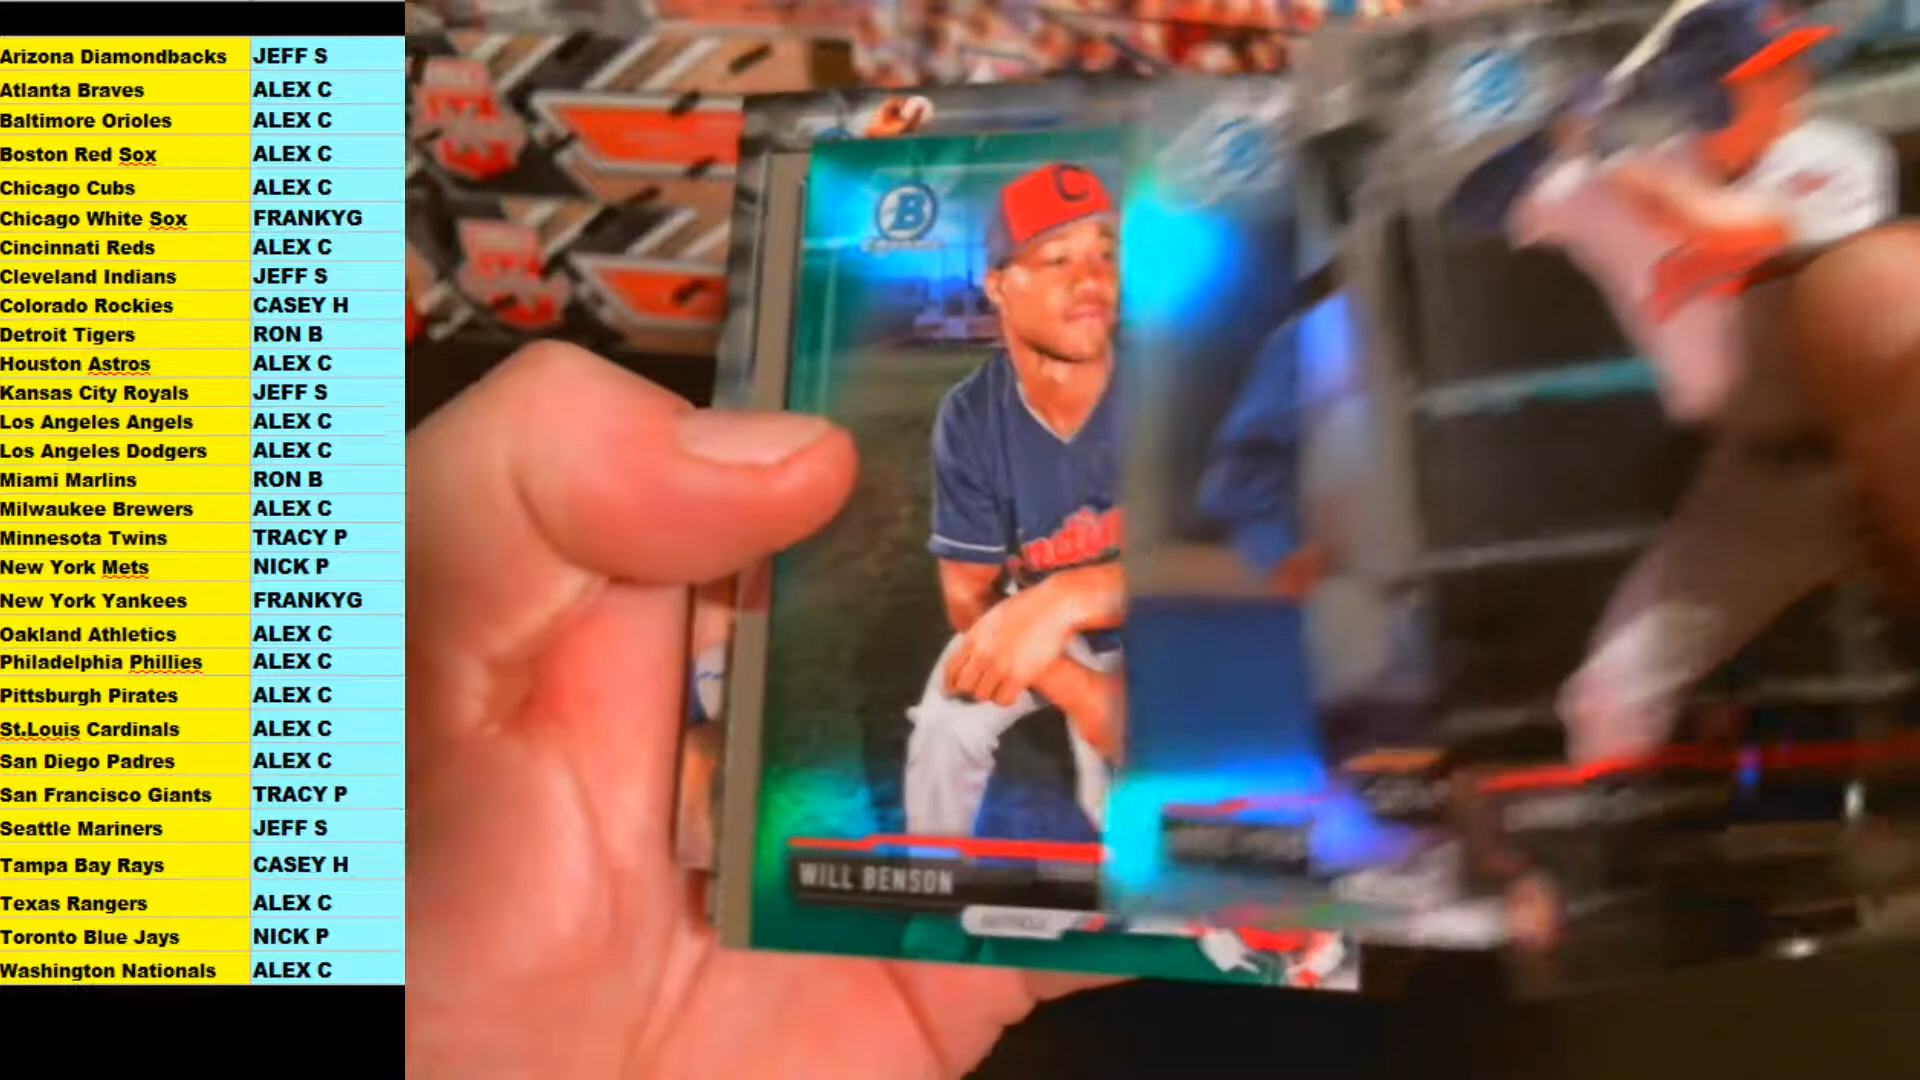 Arizona Diamondbacks JEFF S
Atlanta Braves ALEX C
Baltimore Orioles ALEX C
Boston Red Sox ALEX C
Chicago Cubs ALEX C
Chicago White Sox FRANKYG
Cincinnati Reds ALEX C
Cleveland Indians JEFF S
Colorado Rockies CASEY H
Detroit Tigers RON B
Houston Astros ALEX C
Kansas City Royals JEFF S
Los Angeles Angels ALEX C
Los Angeles Dodgers ALEX C
Miami Marlins RON B
Milwaukee Brewers ALEX C
Minnesota Twins TRACY P
New York Mets NICK P
New York Yankees FRANKYG
Oakland Athletics ALEX C
Philadelphia Phillies ALEX C
Pittsburgh Pirates ALEX C
St.Louis Cardinals ALEX C
San Diego Padres ALEX C
San Francisco Giants TRACY P
Seattle Mariners JEFF S
Tampa Bay Rays CASEY H
Texas Rangers ALEX C
Toronto Blue Jays NICK P
Washington Nationals ALEX C
C
B
Indians
WILL BENSON